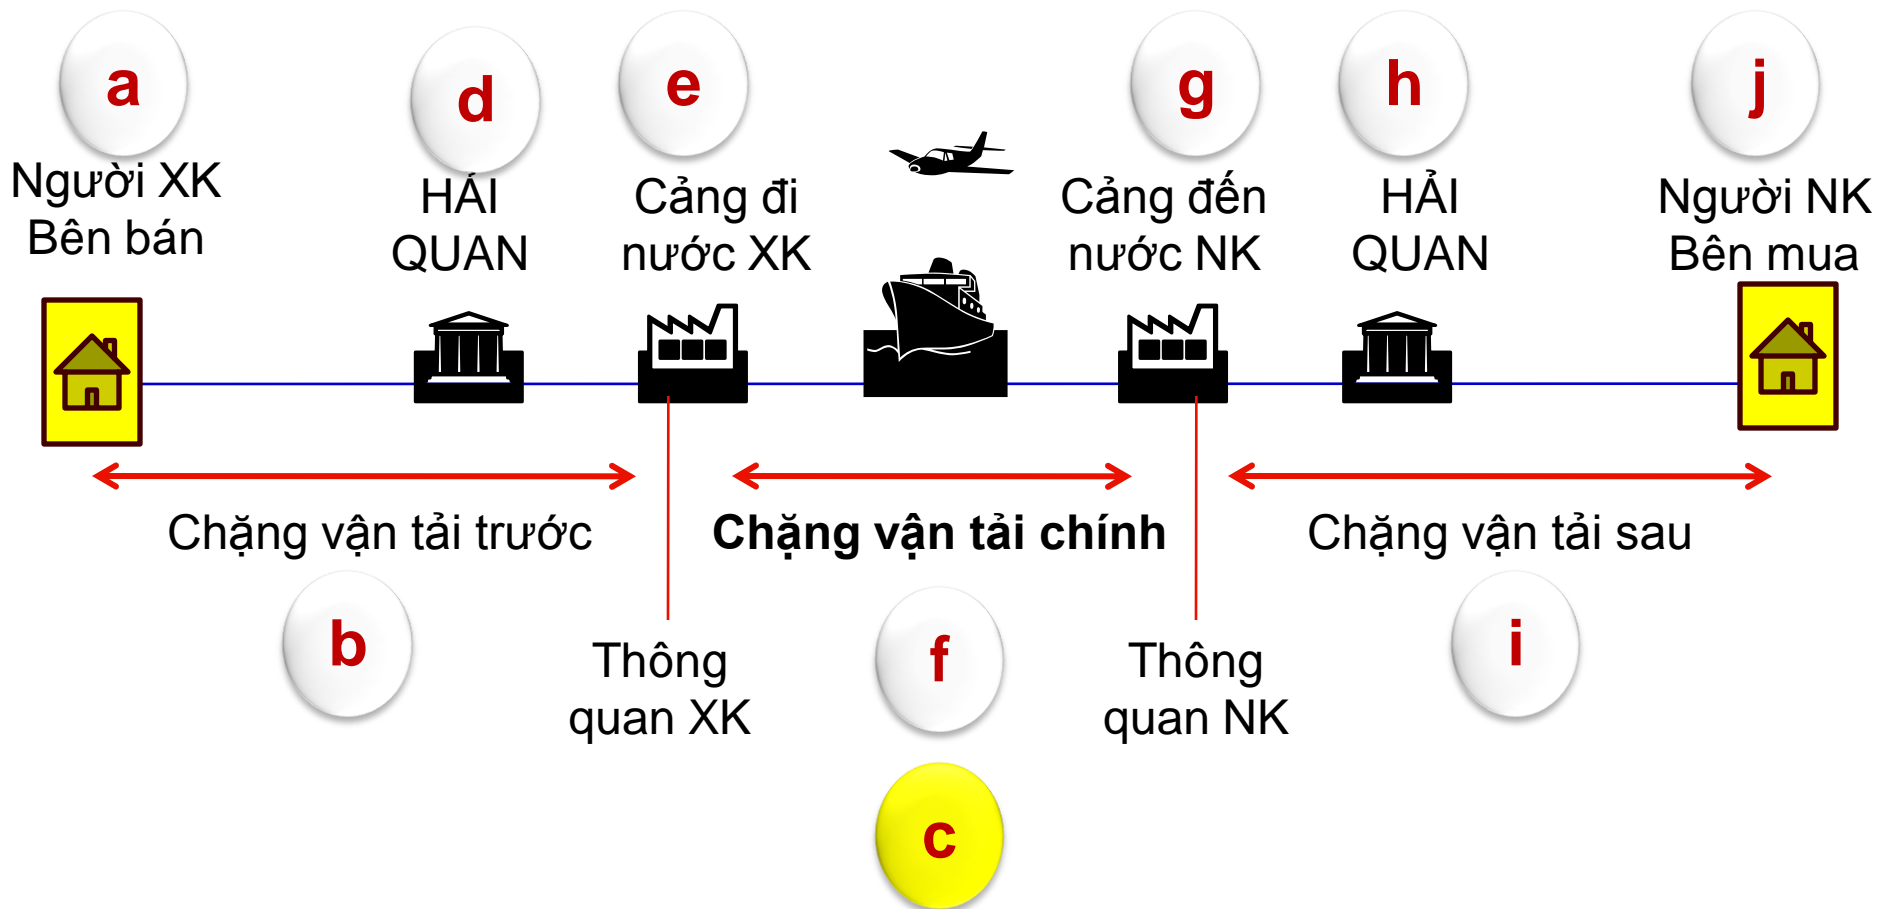 a
d
e
g
h
j
Người XK
Bên bán
HẢI
QUAN
Cảng đi
nước XK
Cảng đến
nước NK
HẢI
QUAN
Người NK
Bên mua
Chặng vận tải trước
Chặng vận tải chính
Chặng vận tải sau
b
Thông
quan XK
f
Thông
quan NK
i
c